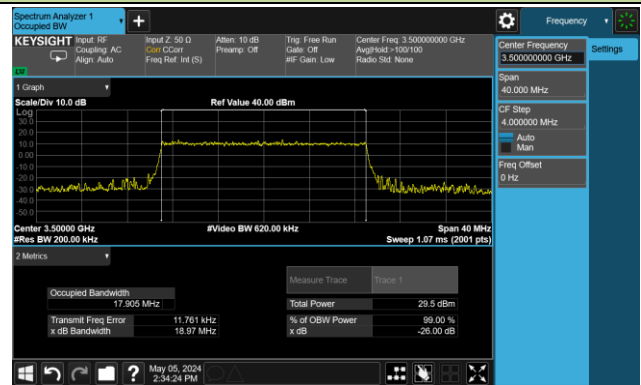 Spectrum Analyzer 1
Occupied BW
+
Frequency
KEYSIGHT
Input: RF
Coupling: AC
Align: Auto
Input Z: 50 Ω
Corr CCorr
Freq Ref: Int (S)
Atten: 10 dB
Preamp: Off
Trig: Free Run
Gate: Off
#IF Gain: Low
Center Freq: 3.500000000 GHz
Avg|Hold:>100/100
Radio Std: None
Center Frequency
3.500000000 GHz
Settings
Span
40.000 MHz
CF Step
4.000000 MHz
Auto
Man
Freq Offset
0 Hz
1 Graph
Scale/Div 10.0 dB
Ref Value 40.00 dBm
Log
30.0
20.0
10.0
0.00
-10.0
-20.0
-30.0
-40.0
-50.0
Center 3.50000 GHz
#Video BW 620.00 kHz
Span 40 MHz
#Res BW 200.00 kHz
Sweep 1.07 ms (2001 pts)
2 Metrics
Measure Trace
Trace 1
Occupied Bandwidth
17.905 MHz
Total Power
29.5 dBm
Transmit Freq Error
11.761 kHz
% of OBW Power
99.00 %
x dB Bandwidth
18.97 MHz
x dB
-26.00 dB
?
May 05, 2024
2:34:24 PM